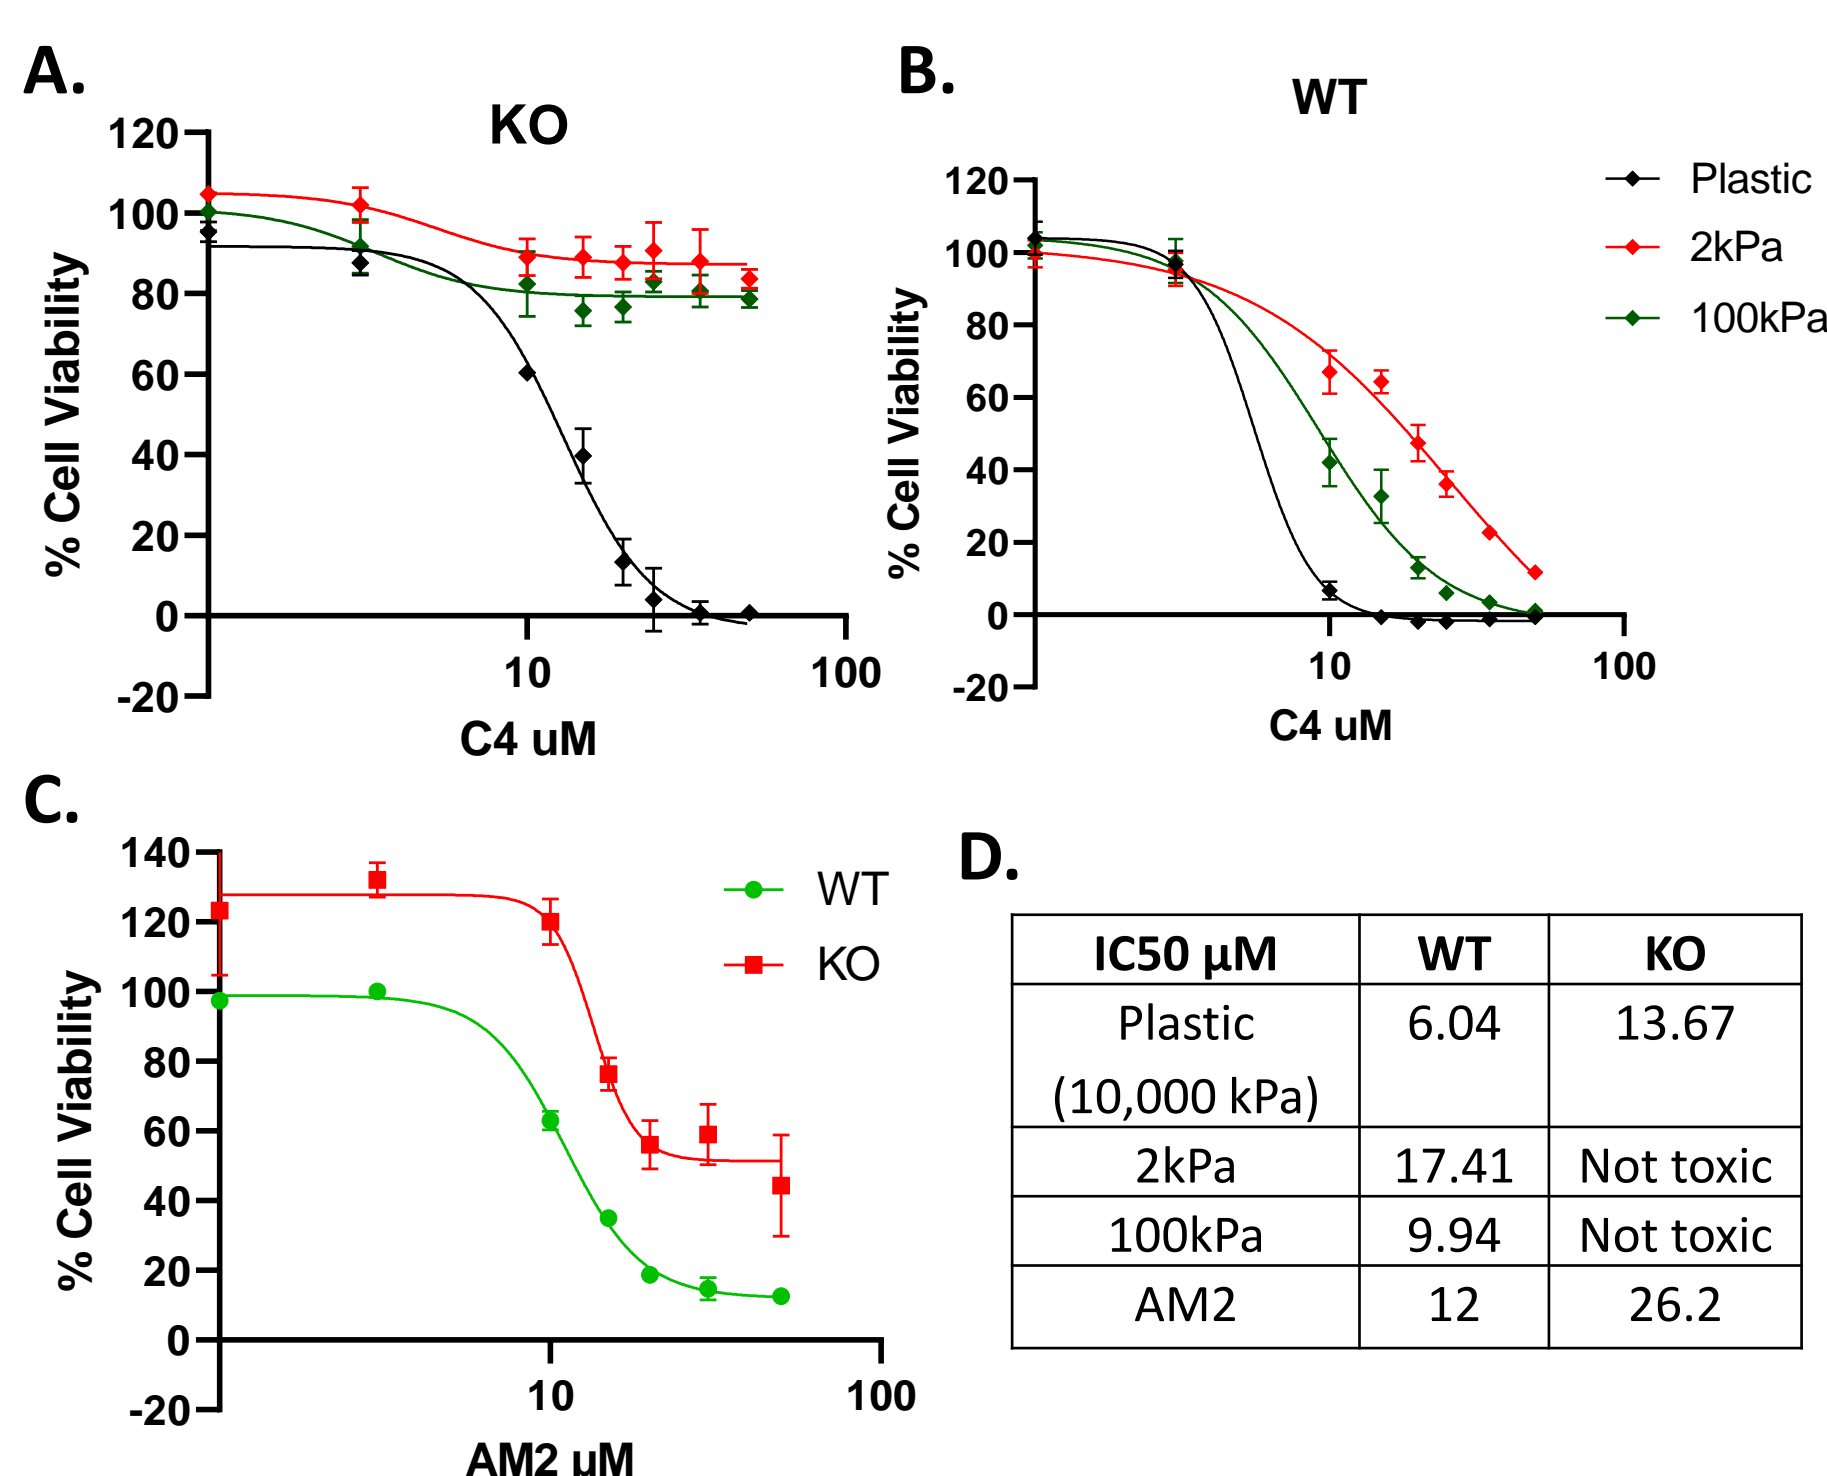 A.
KO
120
100
80
60
40
20
0
-20
% Cell Viability
10
100
C4 uM
B.
WT
120
100
80
60
40
20
0
-20
% Cell Viability
10
100
C4 uM
Plastic
2kPa
100kPa
C.
140
120
100
80
60
40
20
0
-20
% Cell Viability
10
100
AM2 µM
WT
KO
D.
IC50 µM WT KO
Plastic 6.04 13.67
(10,000 kPa)
2kPa 17.41 Not toxic
100kPa 9.94 Not toxic
AM2 12 26.2